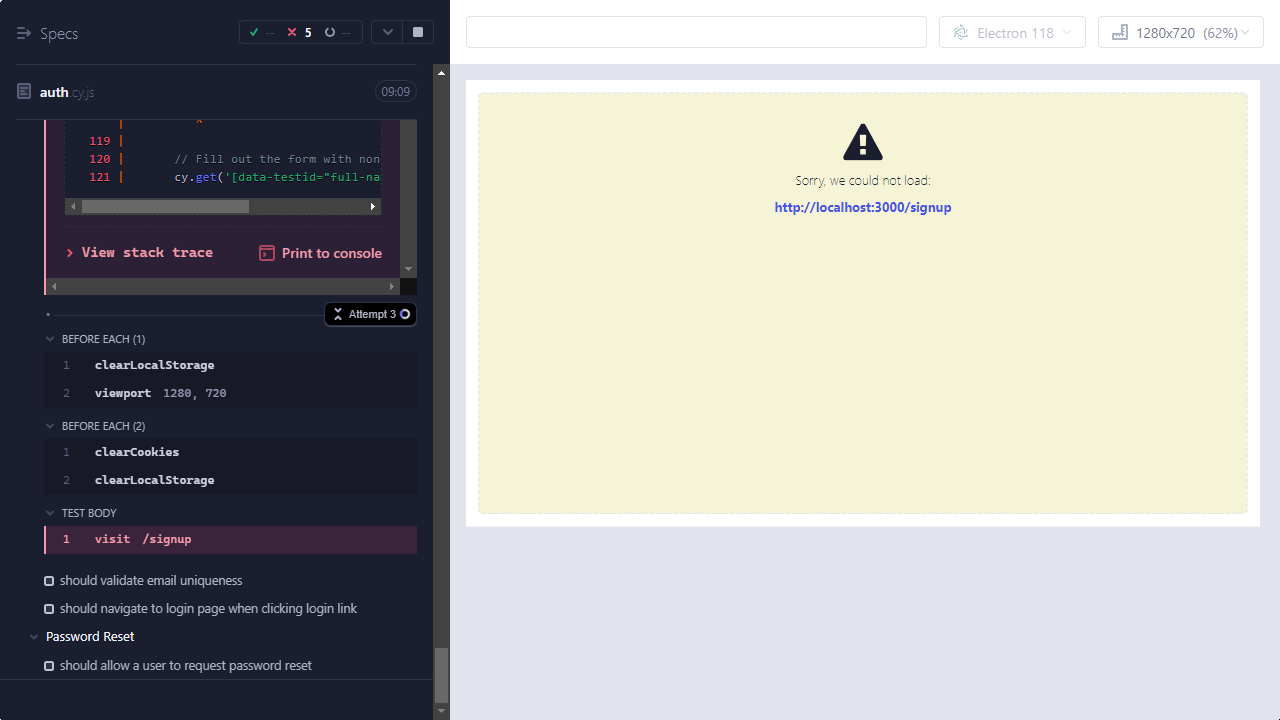 Specs
-- 5 --
Electron 118
1280x720 (62%)
auth.cy.js
09:09
|
^
119 |
120 | // Fill out the form with non
121 | cy.get('[data-testid="full-na
View stack trace
Print to console
Attempt 3
BEFORE EACH (1)
1 clearLocalStorage
2 viewport 1280, 720
BEFORE EACH (2)
1 clearCookies
2 clearLocalStorage
TEST BODY
1 visit /signup
should validate email uniqueness
should navigate to login page when clicking login link
Password Reset
should allow a user to request password reset
Sorry, we could not load:
http://localhost:3000/signup